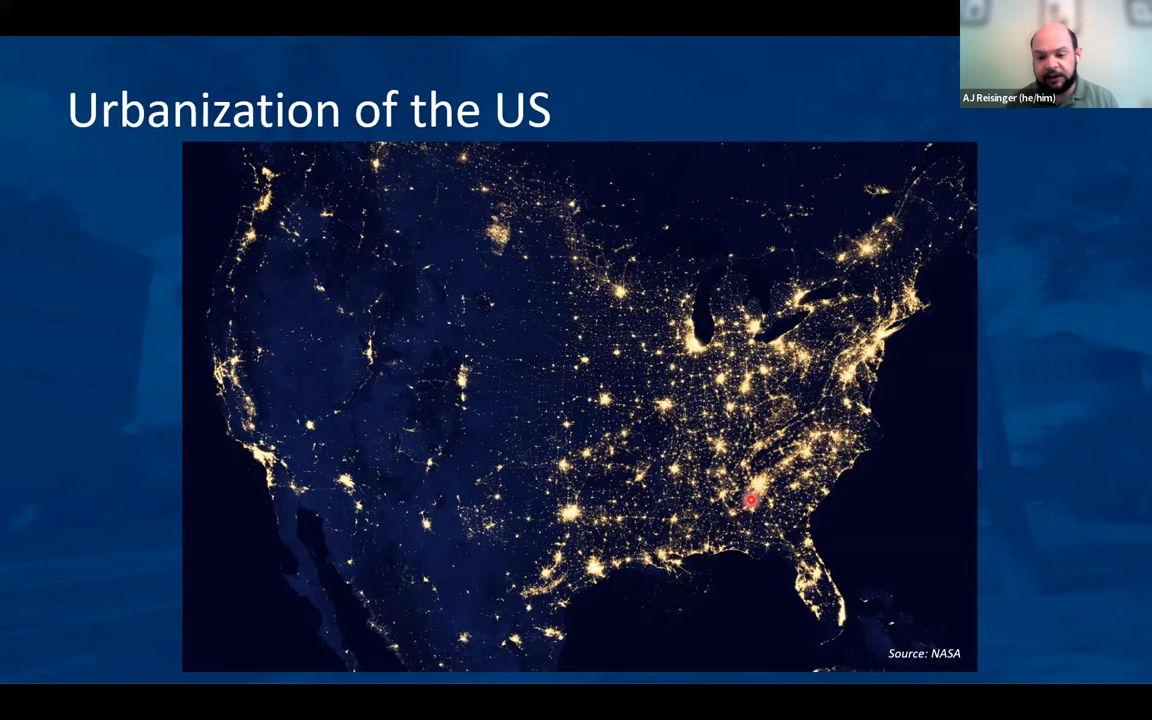 AJ Reisinger (he/him)
Urbanization of the US
Source: NASA